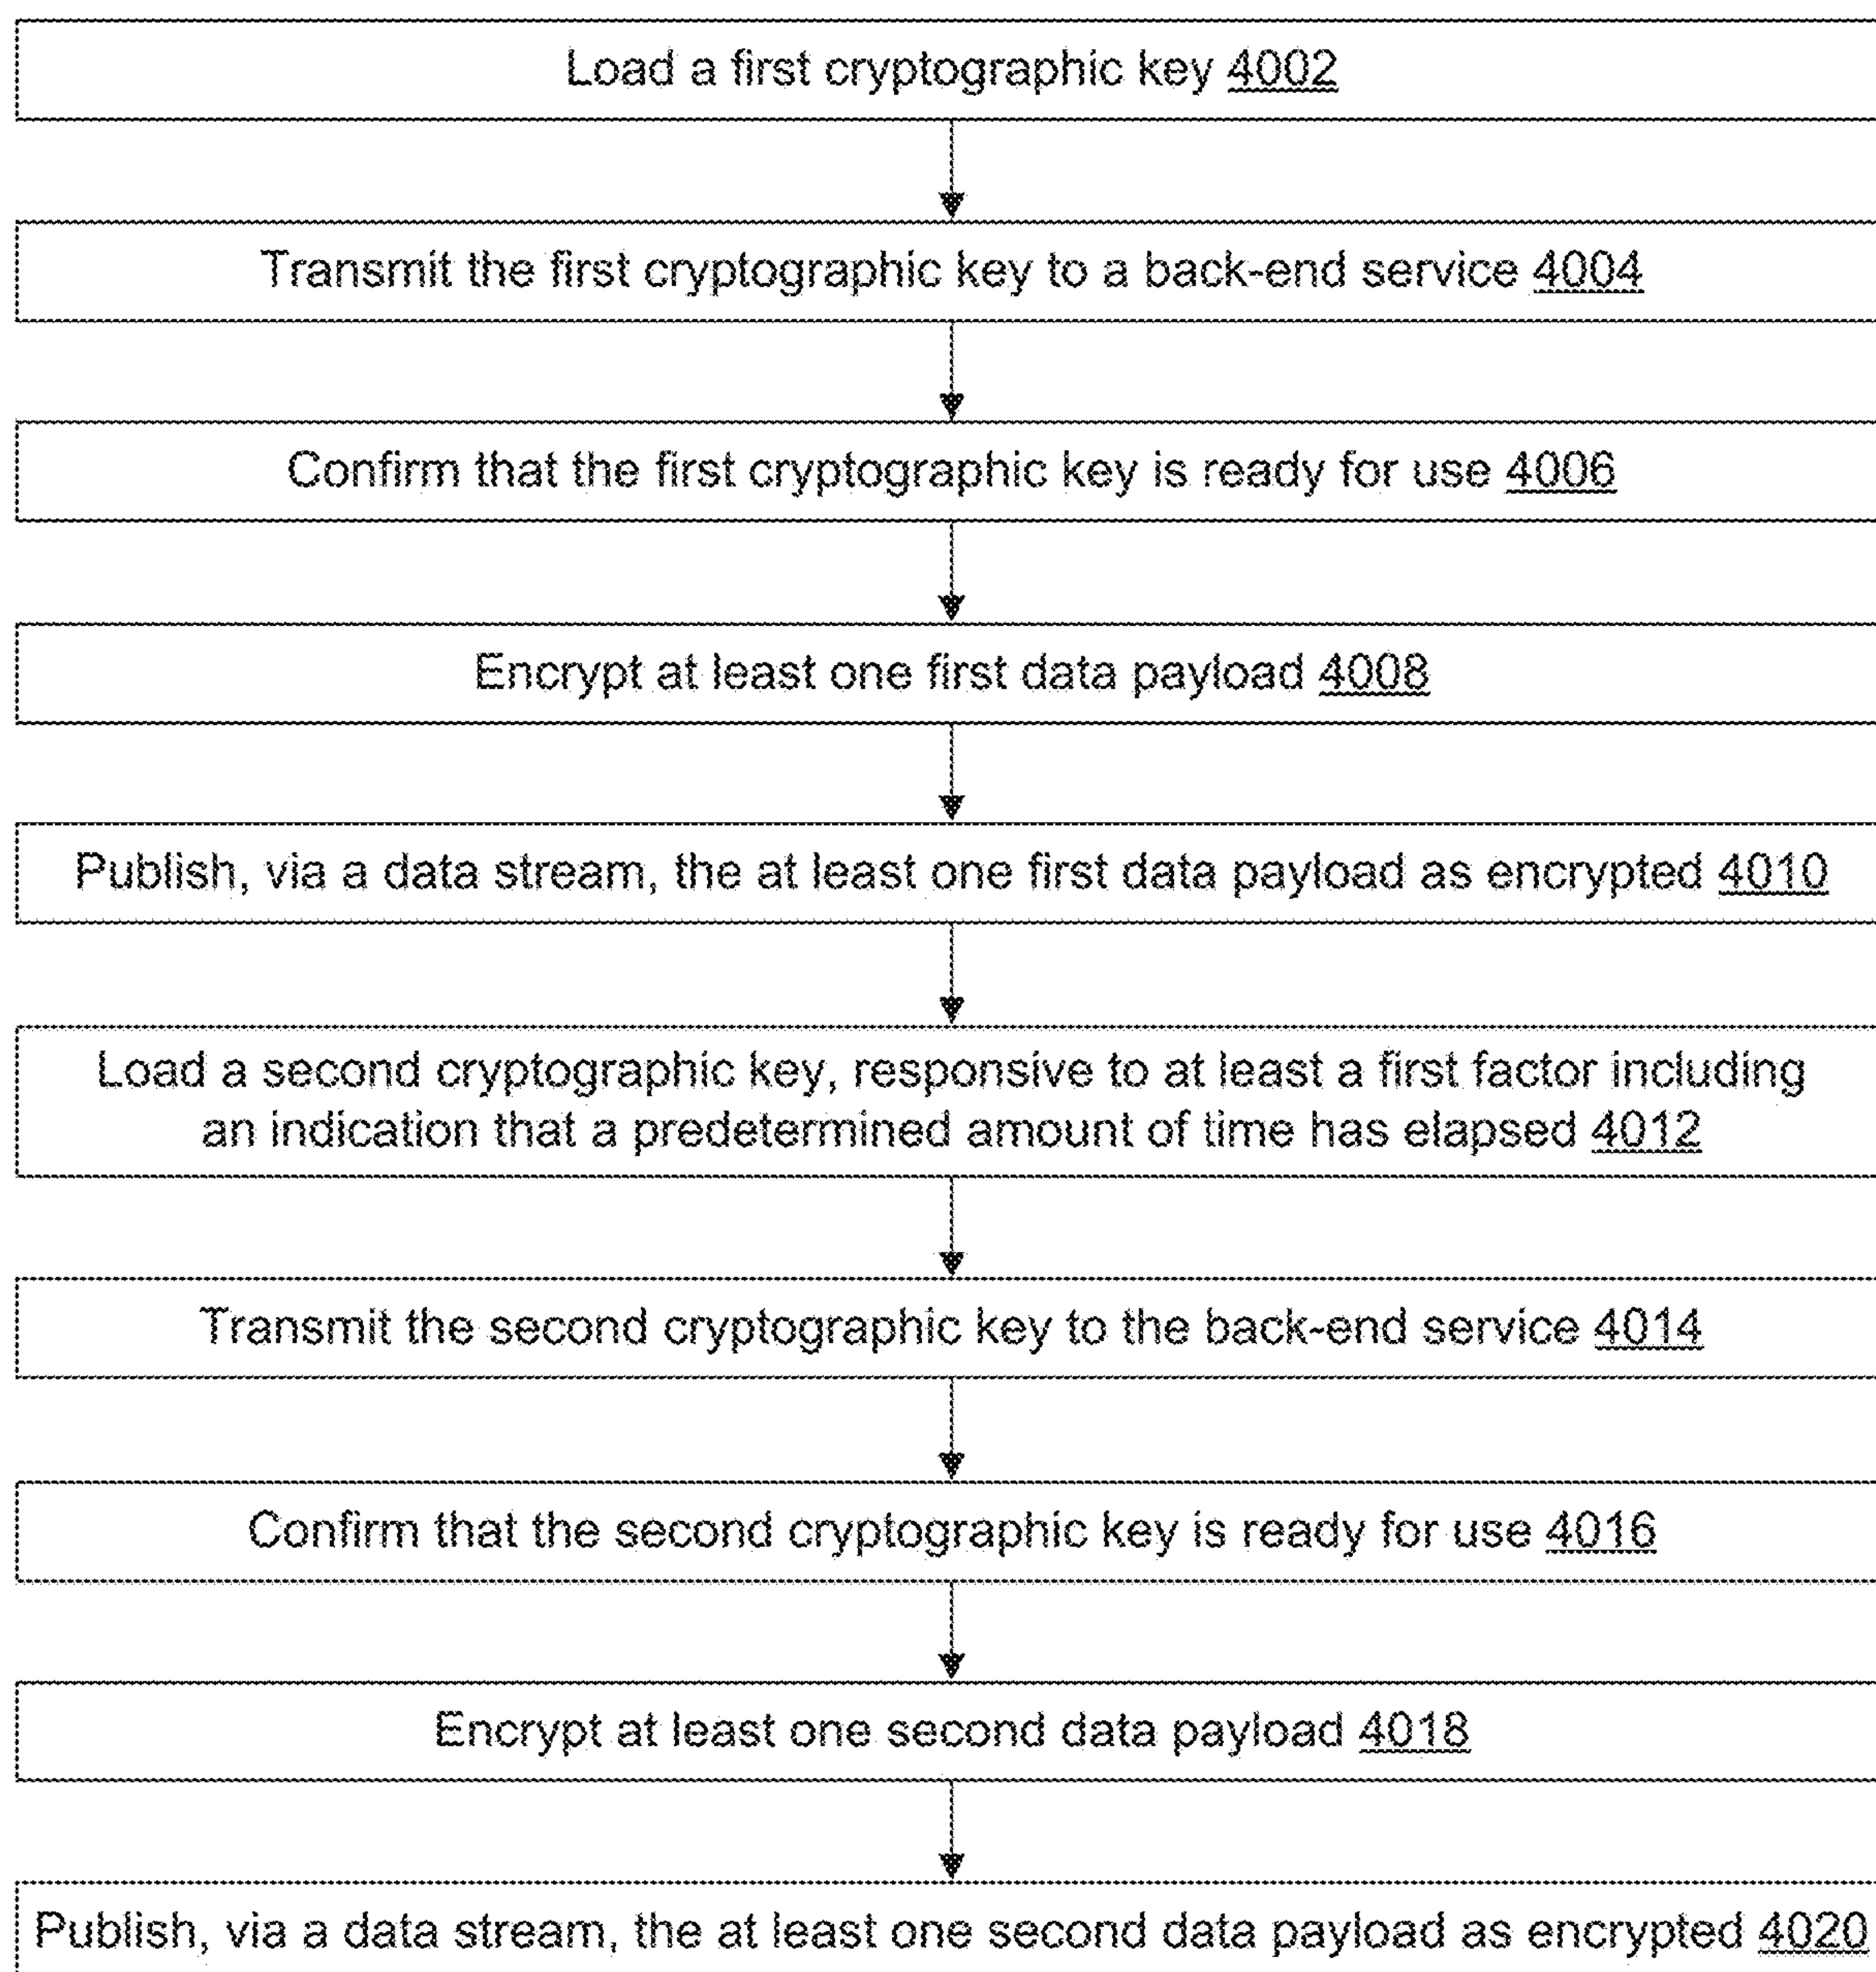 Load a first cryptographic key 4002
Transmit the first cryptographic key to a back-end service 4004
Confirm that the first cryptographic key is ready for use 4006
Encrypt at least one first data payload 4008
Publish, via a data stream, the at least one first data payload as encrypted 4010
Load a second cryptographic key, responsive to at least a first factor including
an indication that a predetermined amount of time has elapsed 4012
Transmit the second cryptographic key to the back-end service 4014
Confirm that the second cryptographic key is ready for use 4016
Encrypt at least one second data payload 4018
Publish, via a data stream, the at least one second data payload as encrypted 4020